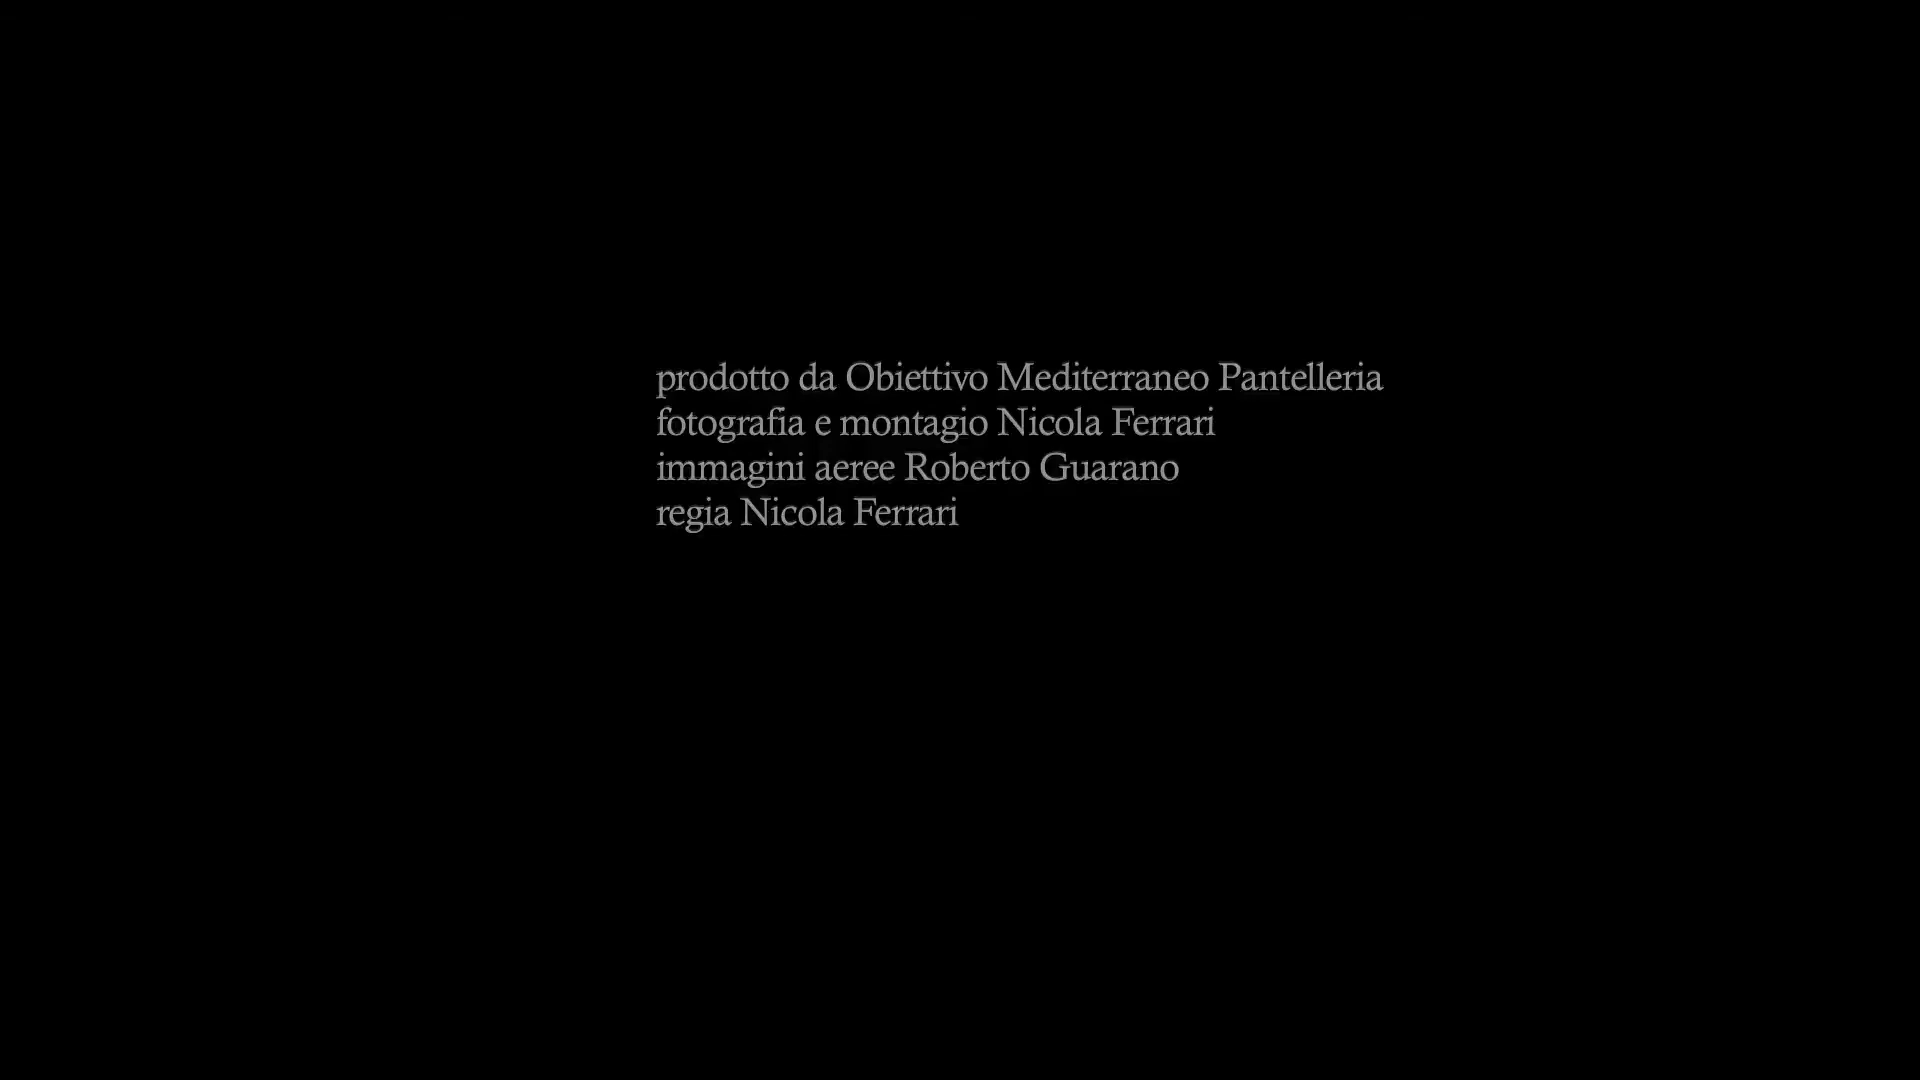 prodotto da Obiettivo Mediterraneo Pantelleria
fotografia e montagio Nicola Ferrari
immagini aeree Roberto Guarano
regia Nicola Ferrari